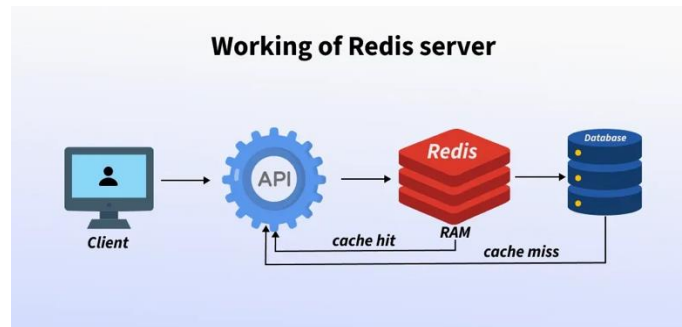 Working of Redis server
Database
Redis
API
Client
RAM
cache hit
cache miss